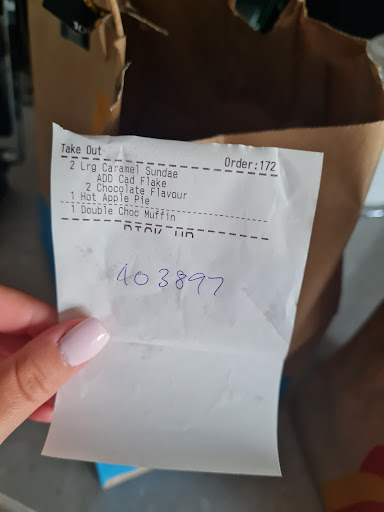 Take Out
Order:172
2 Lrg Caramel Sundae
ADD Cad Flake
2 Chocolate Flavour
1 Hot Apple Pie
1 Double Choc Muffin
403897